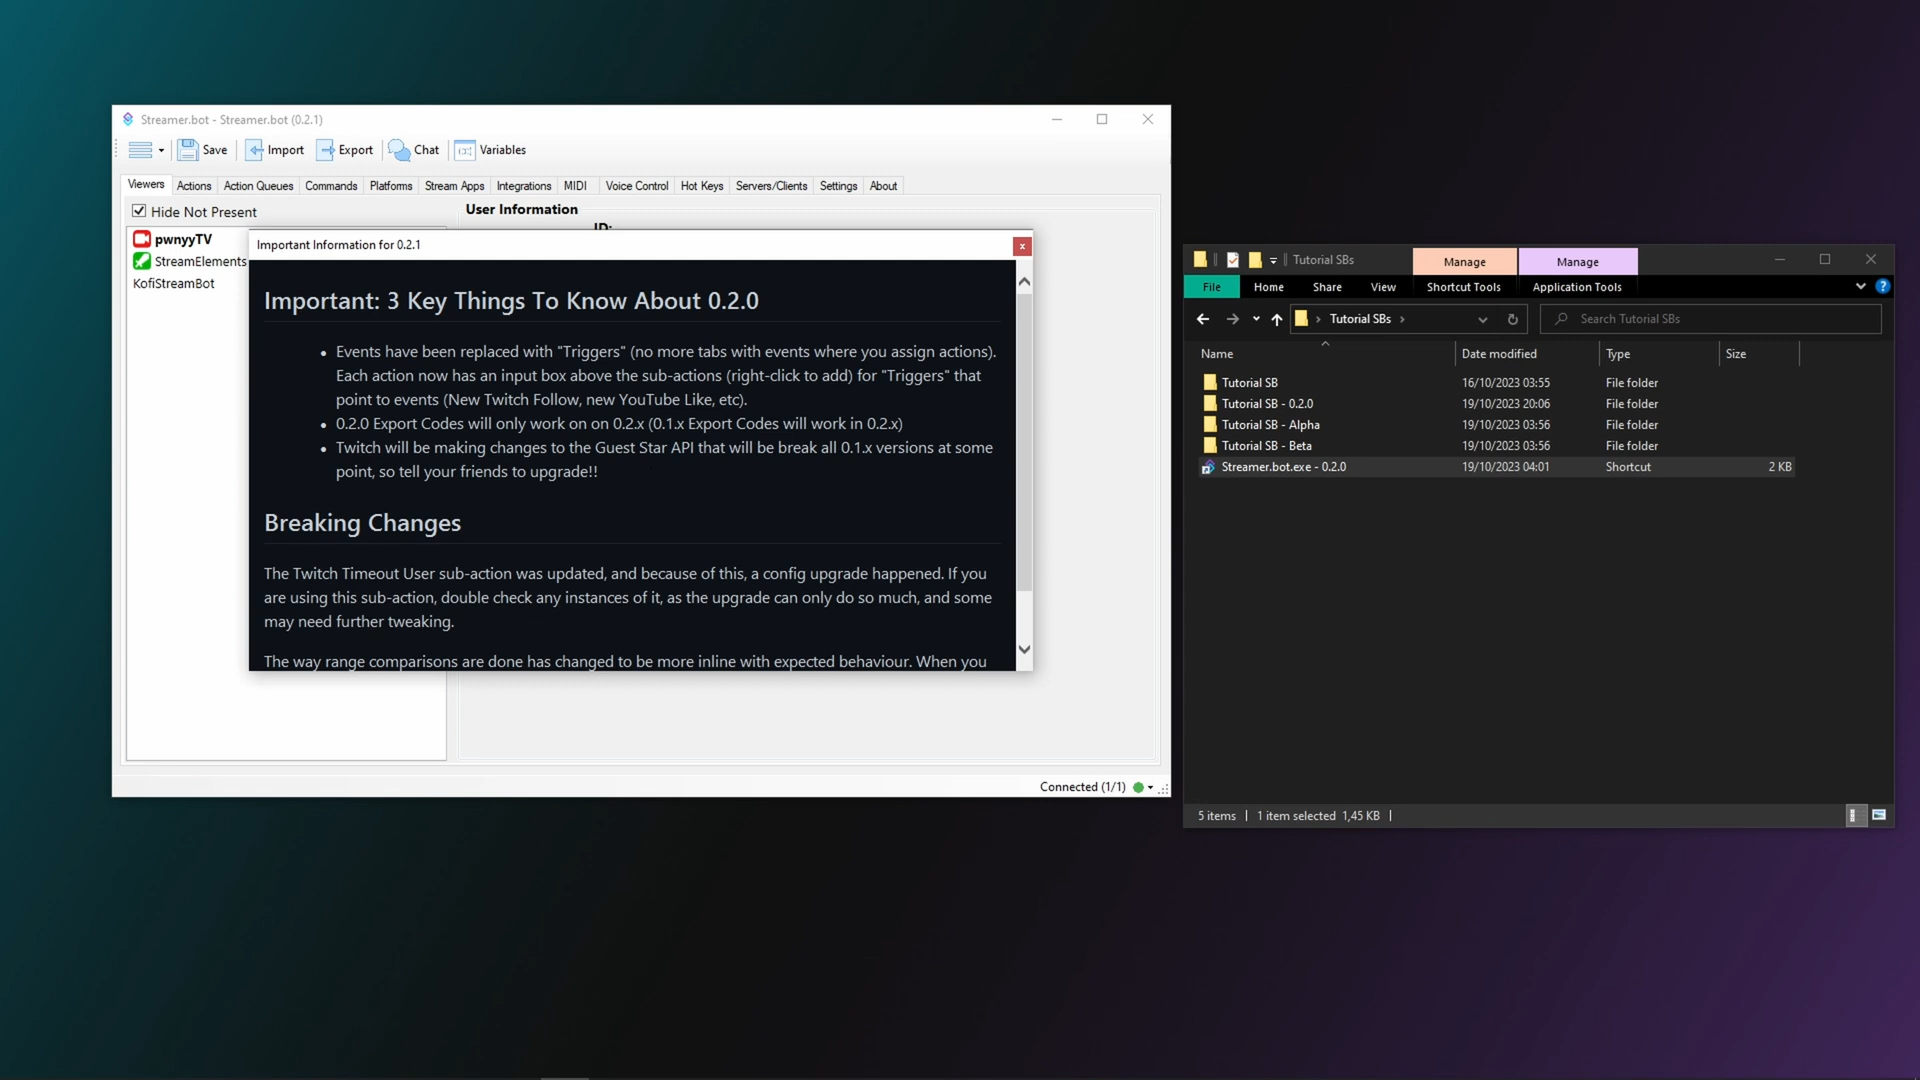 Streamer.bot - Streamer.bot (0.2.1)
Save
Import
Export
Chat
Variables
Viewers
Actions
Action Queues
Commands
Platforms
Stream Apps
Integrations
MIDI
Voice Control
Hot Keys
Servers/Clients
Settings
About
Hide Not Present
pwnyyTV
StreamElements
KofiStreamBot
User Information
ID:
Important Information for 0.2.1
Important: 3 Key Things To Know About 0.2.0
• Events have been replaced with "Triggers" (no more tabs with events where you assign actions).
Each action now has an input box above the sub-actions (right-click to add) for "Triggers" that
point to events (New Twitch Follow, new YouTube Like, etc).
• 0.2.0 Export Codes will only work on on 0.2.x (0.1.x Export Codes will work in 0.2.x)
• Twitch will be making changes to the Guest Star API that will be break all 0.1.x versions at some
point, so tell your friends to upgrade!!
Breaking Changes
The Twitch Timeout User sub-action was updated, and because of this, a config upgrade happened. If you
are using this sub-action, double check any instances of it, as the upgrade can only do so much, and some
may need further tweaking.
The way range comparisons are done has changed to be more inline with expected behaviour. When you
Connected (1/1)
Tutorial SBs
Manage
Manage
File
Home
Share
View
Shortcut Tools
Application Tools
Tutorial SBs
Search Tutorial SBs
Name Date modified Type Size
Tutorial SB 16/10/2023 03:55 File folder
Tutorial SB - 0.2.0 19/10/2023 20:06 File folder
Tutorial SB - Alpha 19/10/2023 03:56 File folder
Tutorial SB - Beta 19/10/2023 03:56 File folder
Streamer.bot.exe - 0.2.0 19/10/2023 04:01 Shortcut 2 KB
5 items | 1 item selected 1,45 KB |